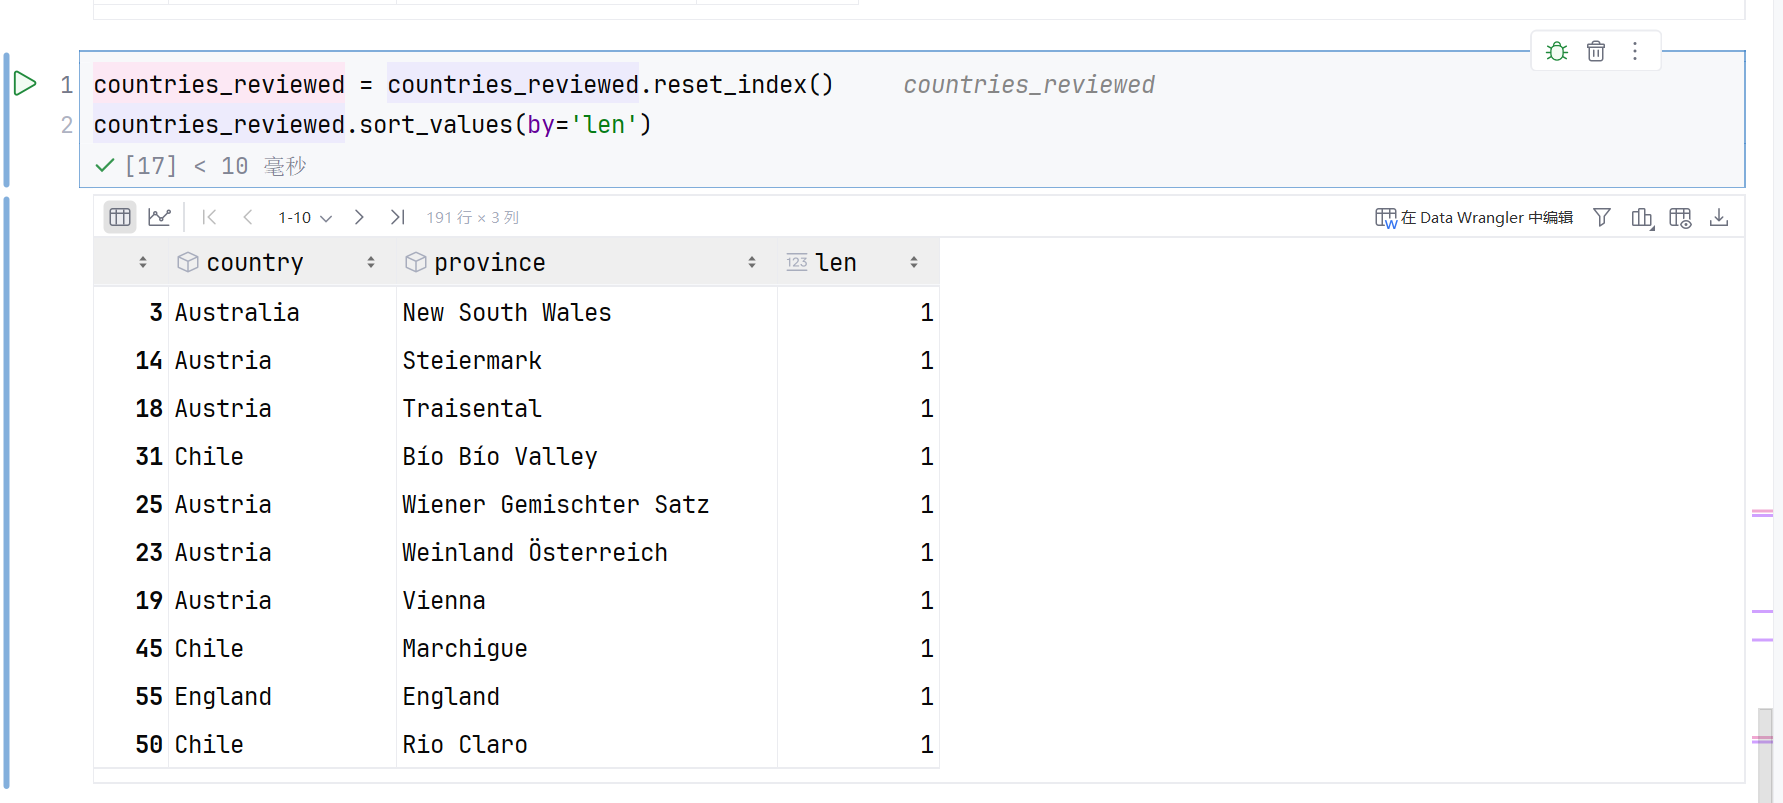 1 countries_reviewed = countries_reviewed.reset_index() countries_reviewed
2 countries_reviewed.sort_values(by='len')
[17] < 10 毫秒
1-10 191 行 × 3 列 在 Data Wrangler 中编辑
country province 123 len
3 Australia New South Wales 1
14 Austria Steiermark 1
18 Austria Traisental 1
31 Chile Bío Bío Valley 1
25 Austria Wiener Gemischter Satz 1
23 Austria Weinland Österreich 1
19 Austria Vienna 1
45 Chile Marchigue 1
55 England England 1
50 Chile Rio Claro 1